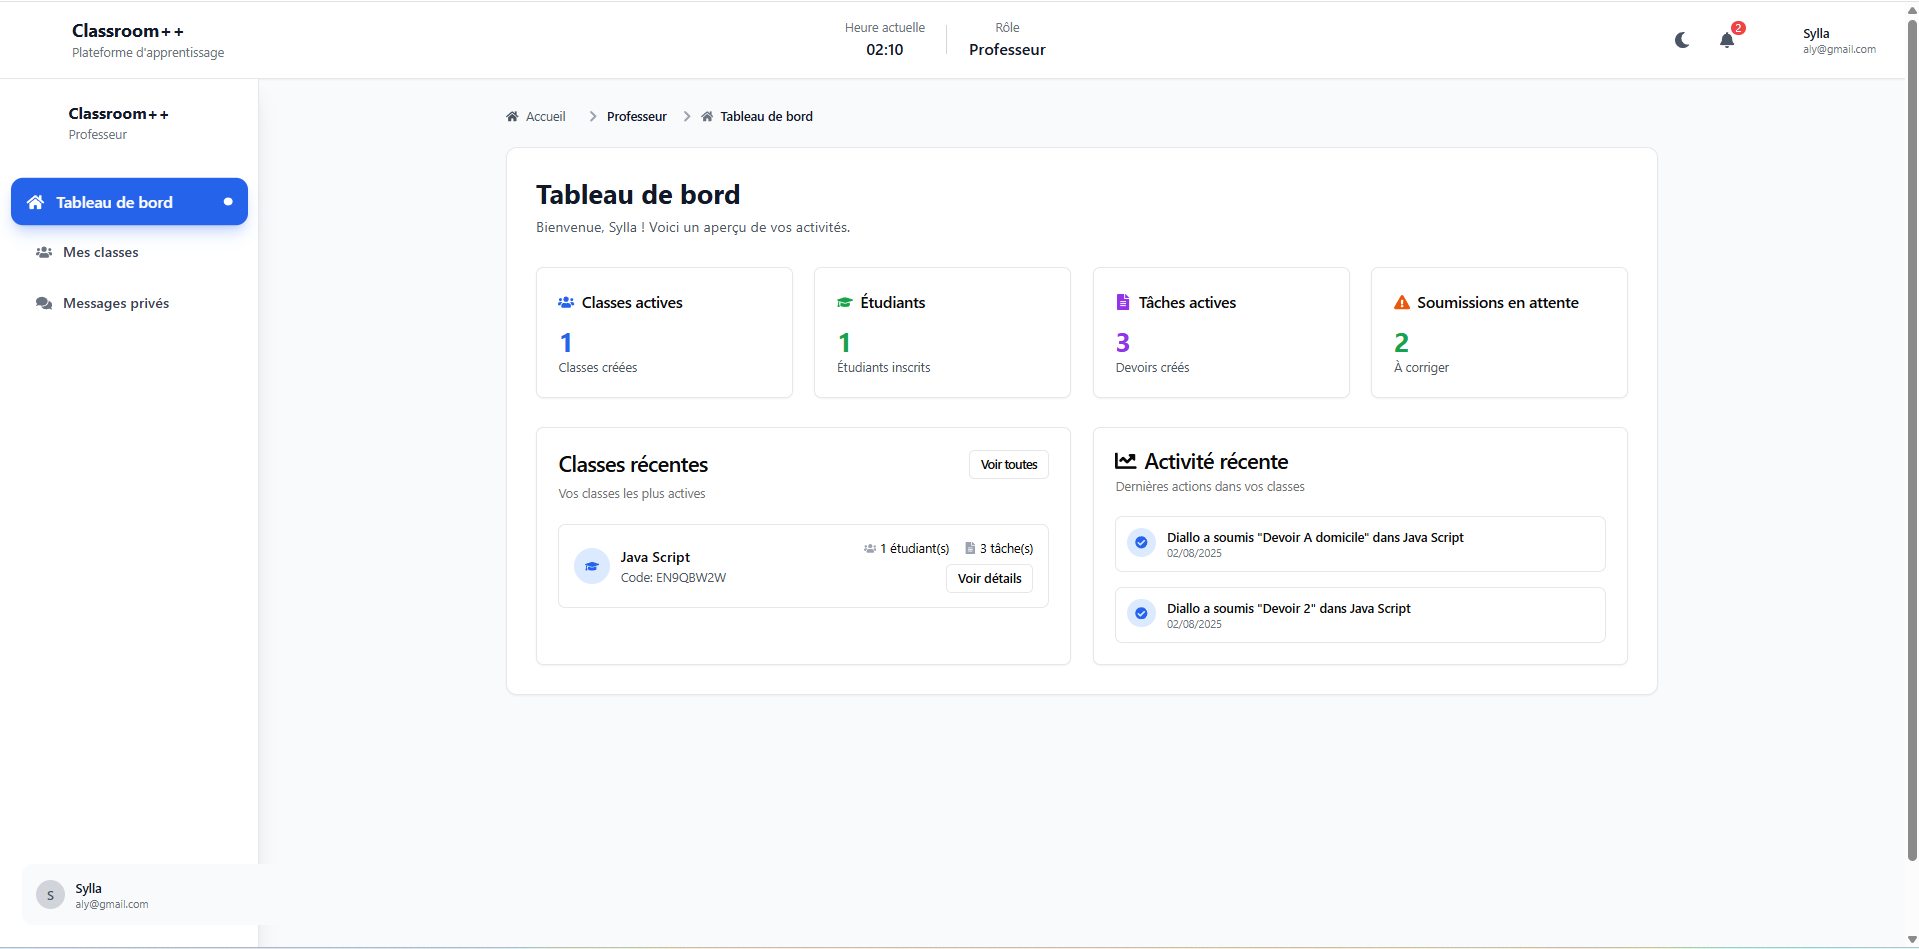 Classroom++
Plateforme d'apprentissage
Heure actuelle
02:10
Rôle
Professeur
2
Sylla
aly@gmail.com
Classroom++
Professeur
Tableau de bord
Mes classes
Messages privés
Accueil
Professeur
Tableau de bord
Tableau de bord
Bienvenue, Sylla ! Voici un aperçu de vos activités.
Classes actives
1
Classes créées
Étudiants
1
Étudiants inscrits
Tâches actives
3
Devoirs créés
Soumissions en attente
2
À corriger
Classes récentes
Voir toutes
Vos classes les plus actives
Java Script
Code: EN9QBW2W
1 étudiant(s)
3 tâche(s)
Voir détails
Activité récente
Dernières actions dans vos classes
Diallo a soumis "Devoir A domicile" dans Java Script
02/08/2025
Diallo a soumis "Devoir 2" dans Java Script
02/08/2025
S
Sylla
aly@gmail.com